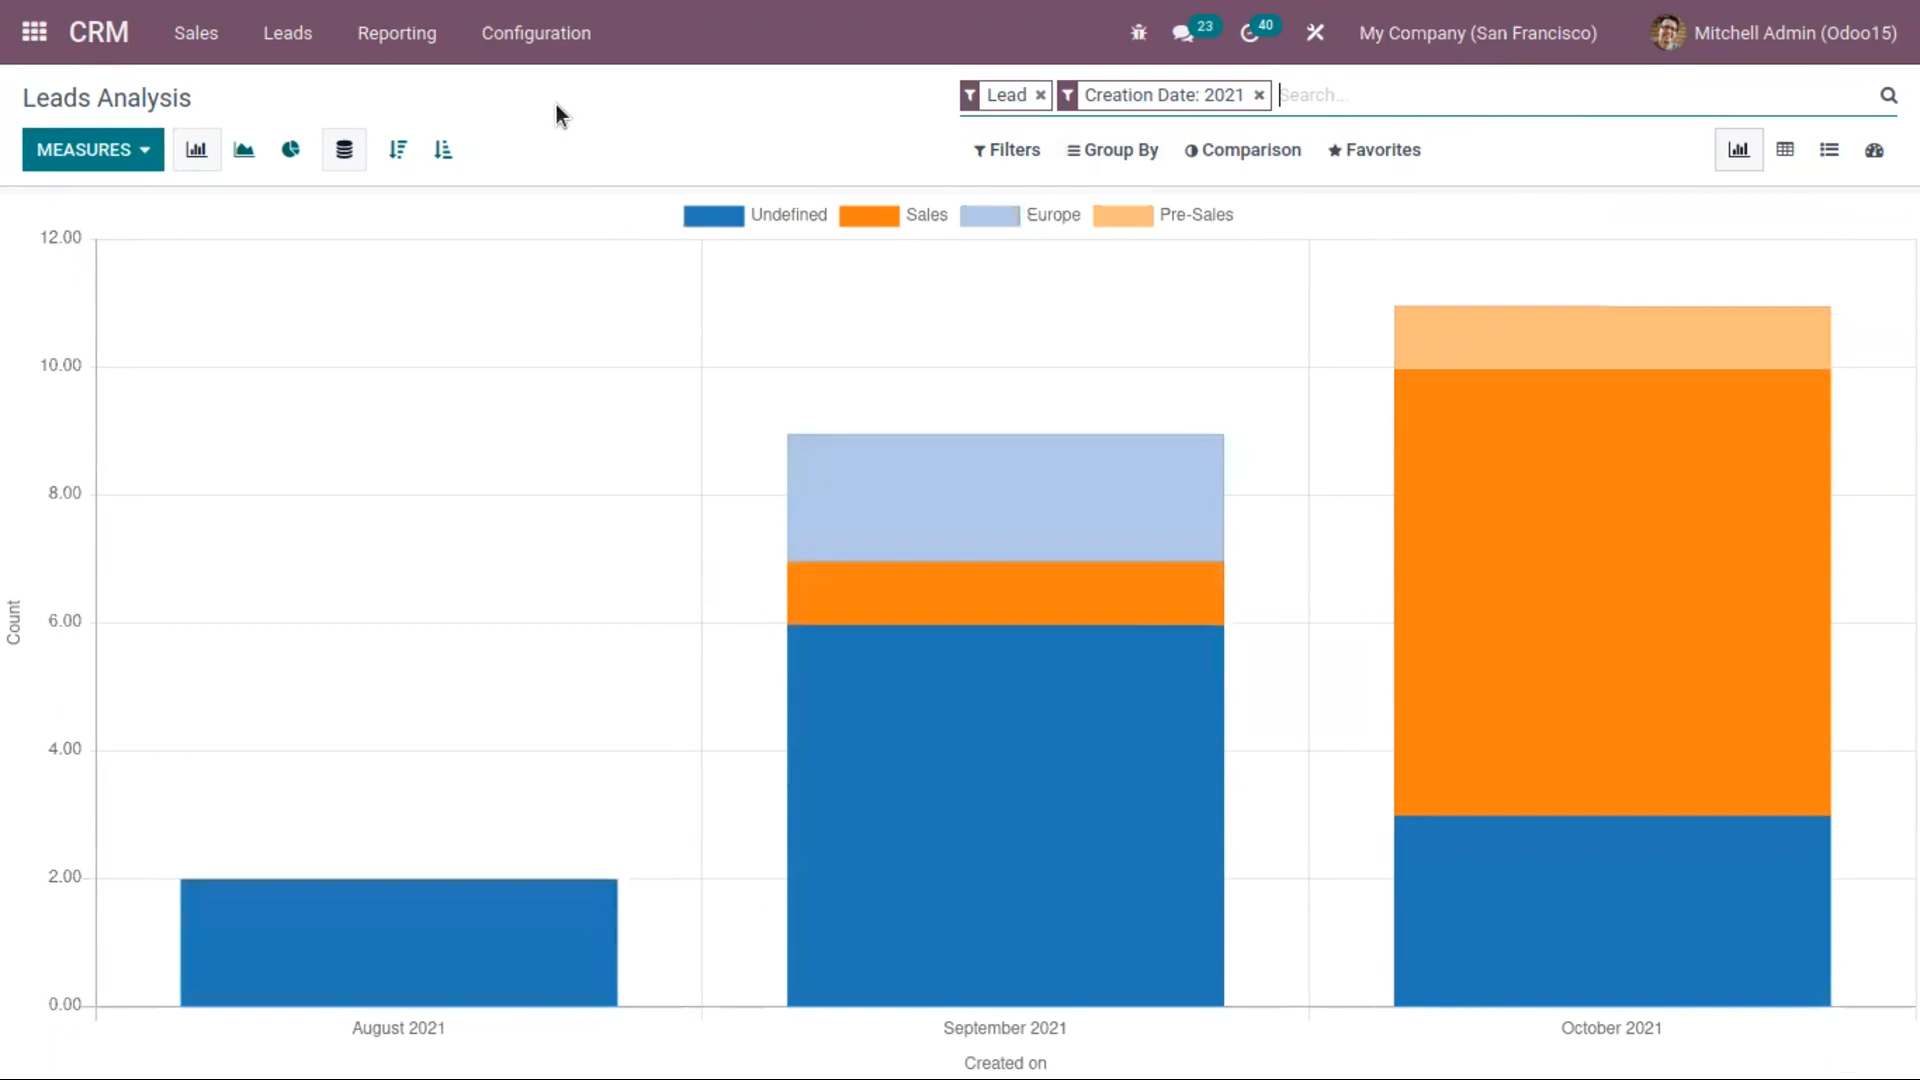 CRM Sales Leads Reporting Configuration 23 40 My Company (San Francisco) Mitchell Admin (Odoo15)
Leads Analysis
Lead × Creation Date: 2021 × Search...
MEASURES
Filters Group By Comparison Favorites
Undefined Sales Europe Pre-Sales
12.00
10.00
8.00
6.00
4.00
2.00
0.00
Count
August 2021 September 2021 October 2021
Created on